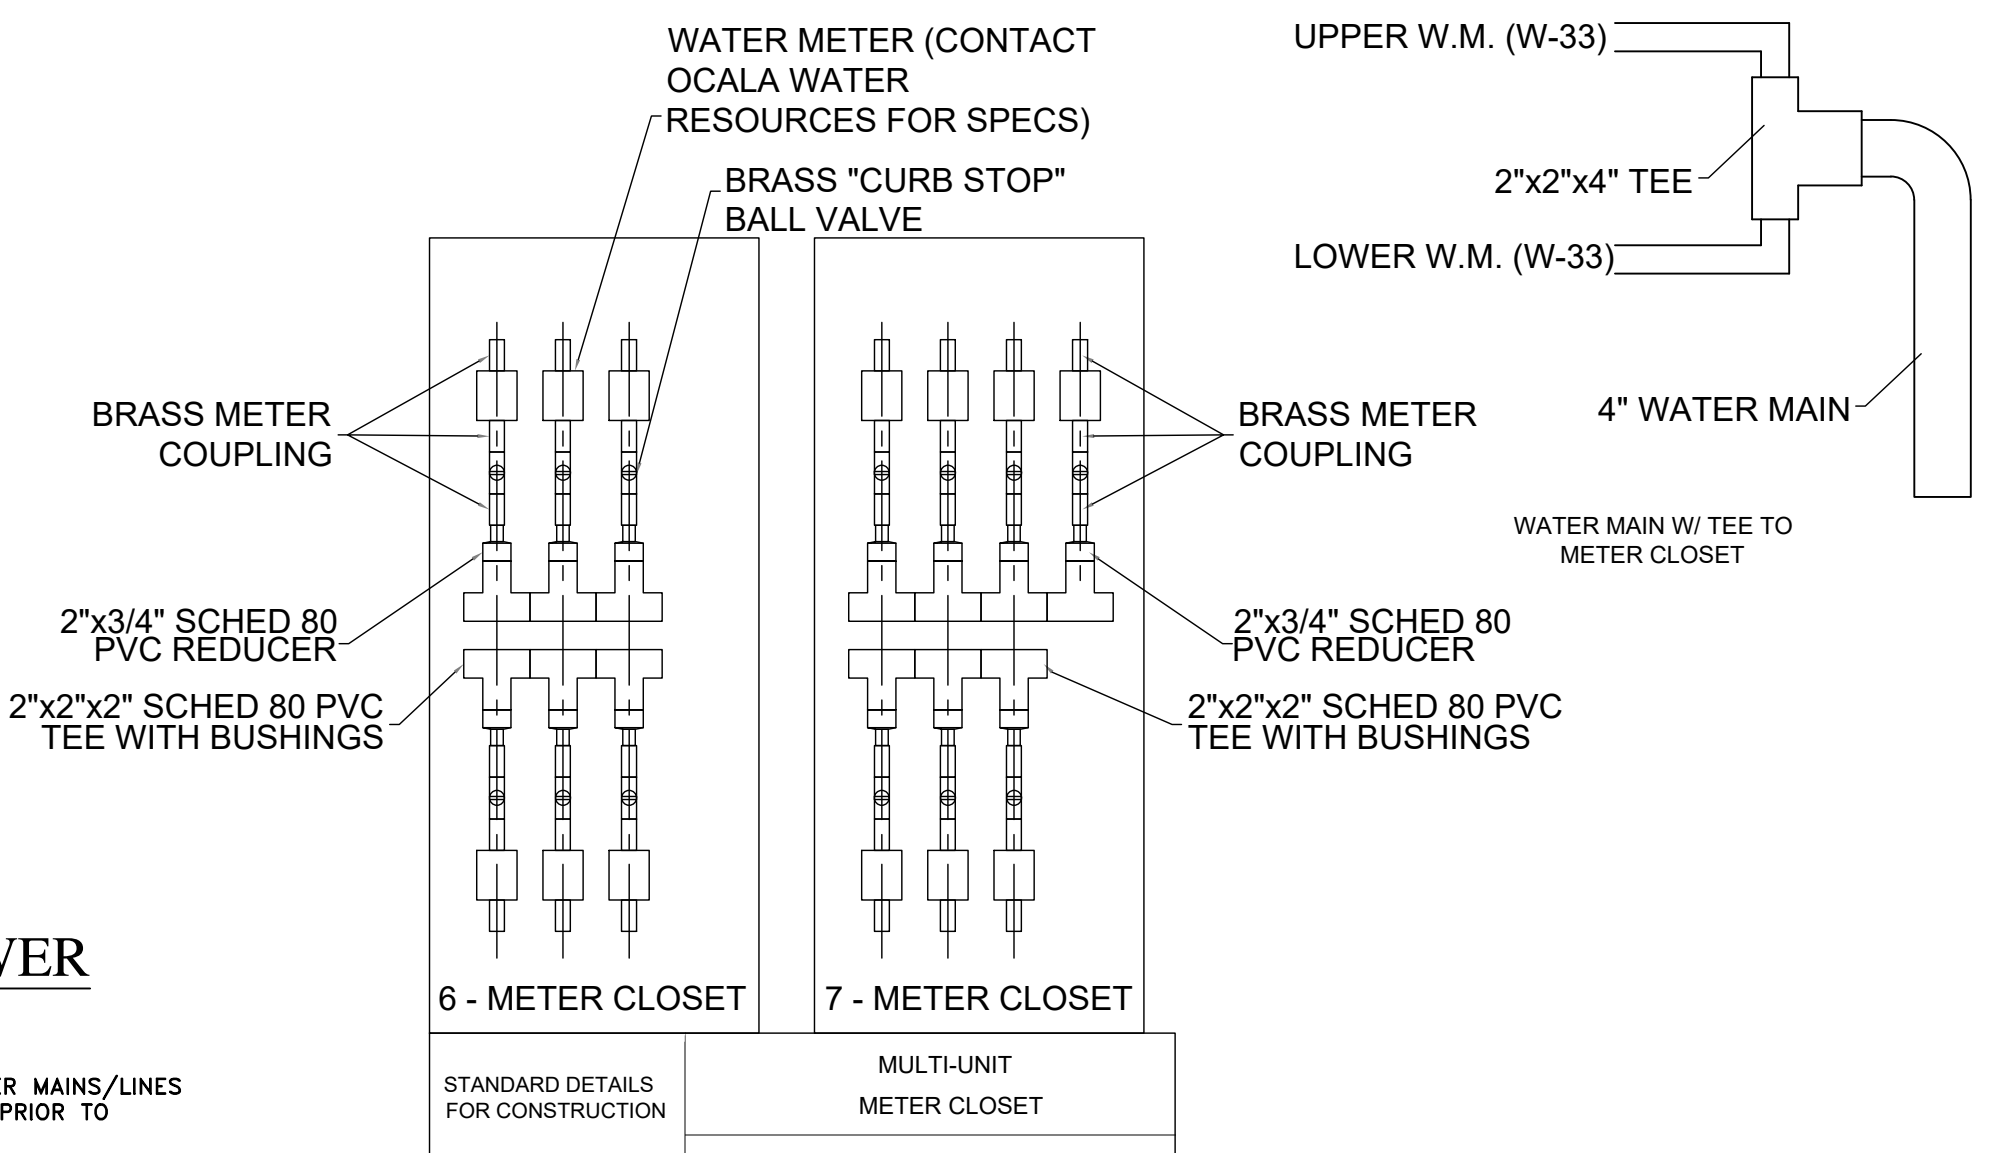 WATER METER (CONTACT
OCALA WATER
RESOURCES FOR SPECS)
BRASS "CURB STOP"
BALL VALVE
UPPER W.M. (W-33)
2"x2"x4" TEE
LOWER W.M. (W-33)
4" WATER MAIN
WATER MAIN W/ TEE TO
METER CLOSET
BRASS METER
COUPLING
2"x3/4" SCHED 80
PVC REDUCER
2"x2"x2" SCHED 80 PVC
TEE WITH BUSHINGS
BRASS METER
COUPLING
2"x3/4" SCHED 80
PVC REDUCER
2"x2"x2" SCHED 80 PVC
TEE WITH BUSHINGS
6 - METER CLOSET
7 - METER CLOSET
STANDARD DETAILS
FOR CONSTRUCTION
MULTI-UNIT
METER CLOSET
MAINS/LINES
PRIOR TO